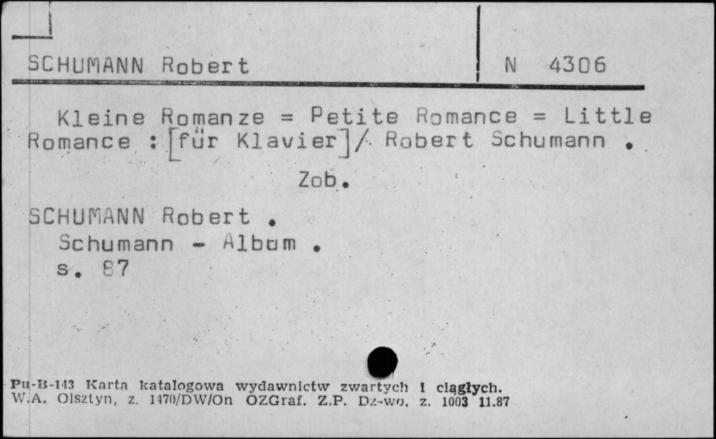 SCHUMANN Robert N 4306
Kleine Romanze = Petite Romance = Little
Romance : [für Klavier] / Robert Schumann .
Zob.
SCHUMANN Robert .
Schumann - Album .
s. 87
Pu-B-143 Karta katalogowa wydawnictw zwartych i ciągłych.
W.A. Olsztyn, z. 1470/DW/On OZGraf. Z.P. Dz-wo, z. 1003 11.87